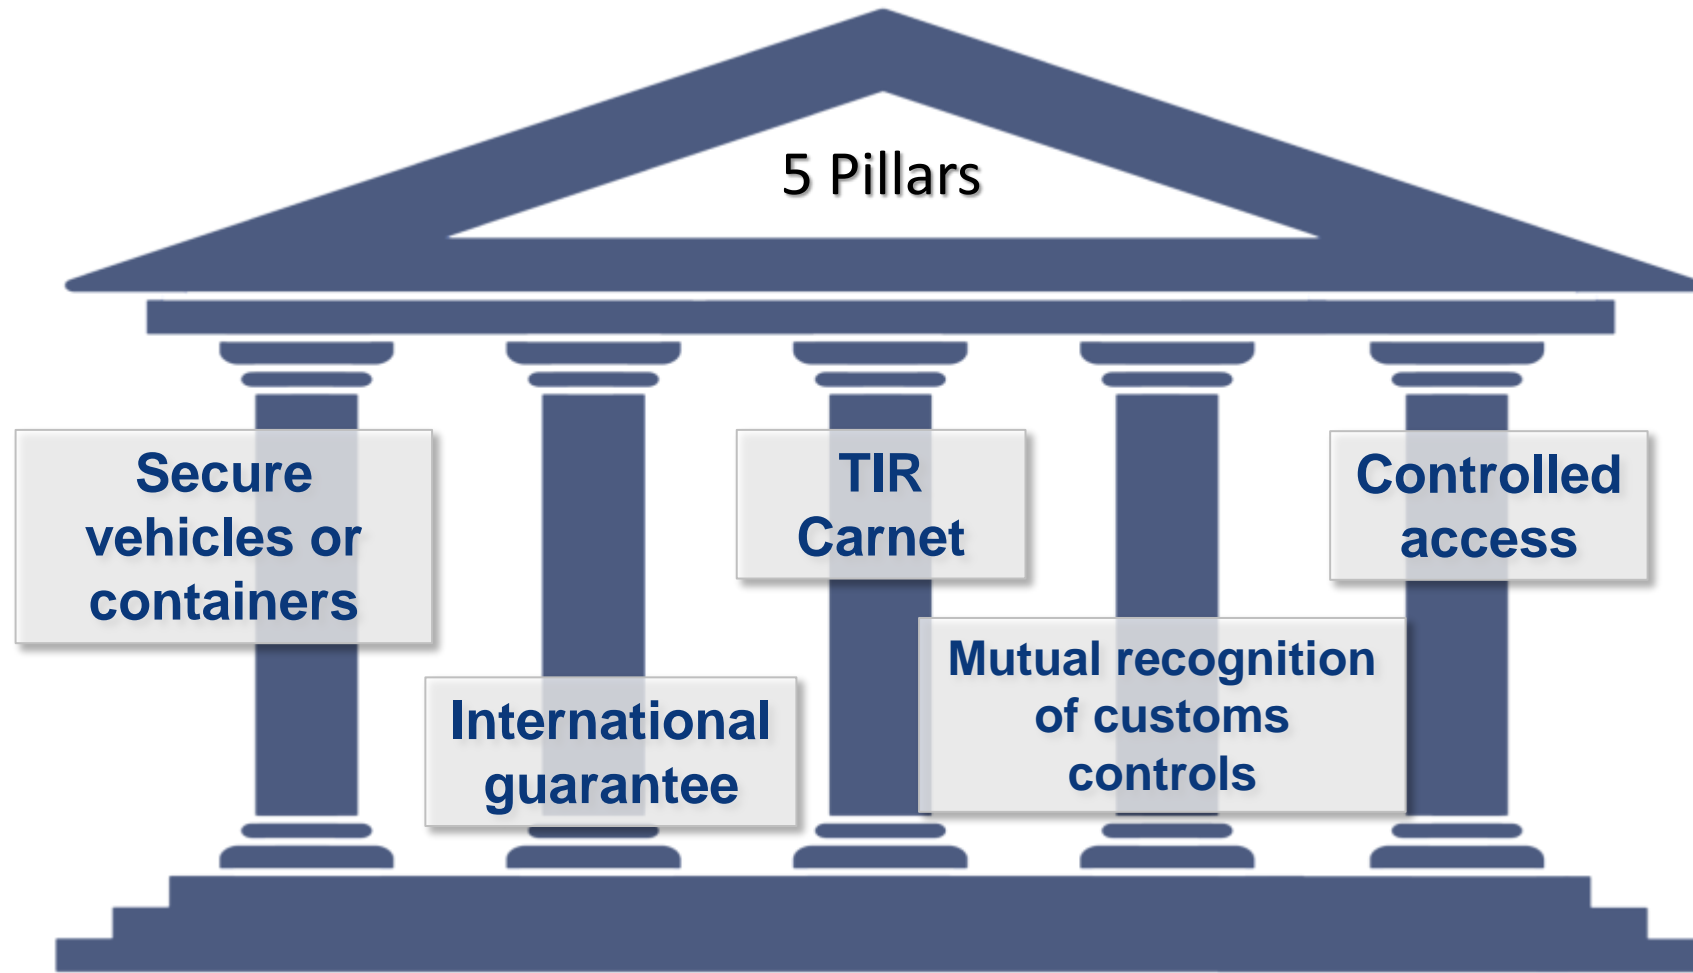 5 Pillars
Secure
vehicles or
containers
International
guarantee
TIR
Carnet
Mutual recognition
of customs
controls
Controlled
access